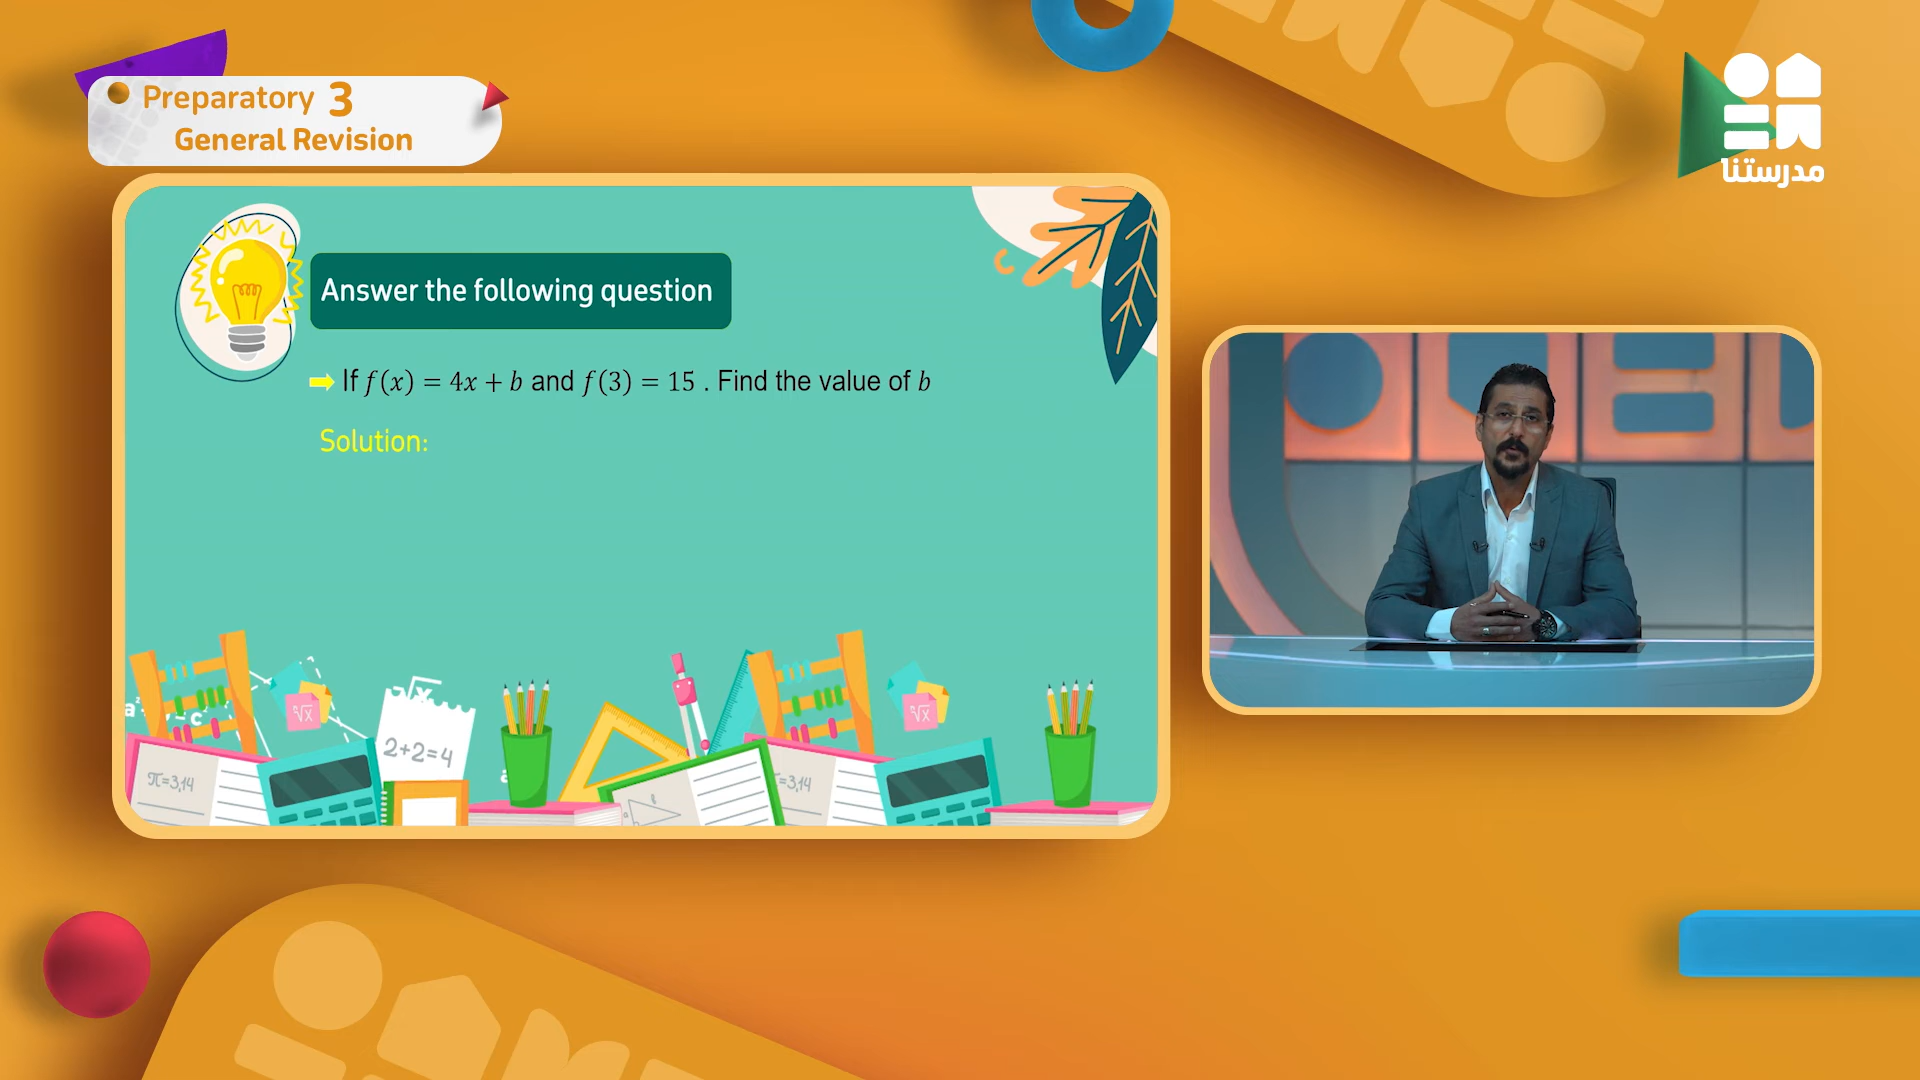 Preparatory 3
General Revision
مدرستنا
Answer the following question
If f(x) = 4x + b and f(3) = 15 . Find the value of b
Solution:
√x
2+2=4
π=3,14
√x
√x
=3,14